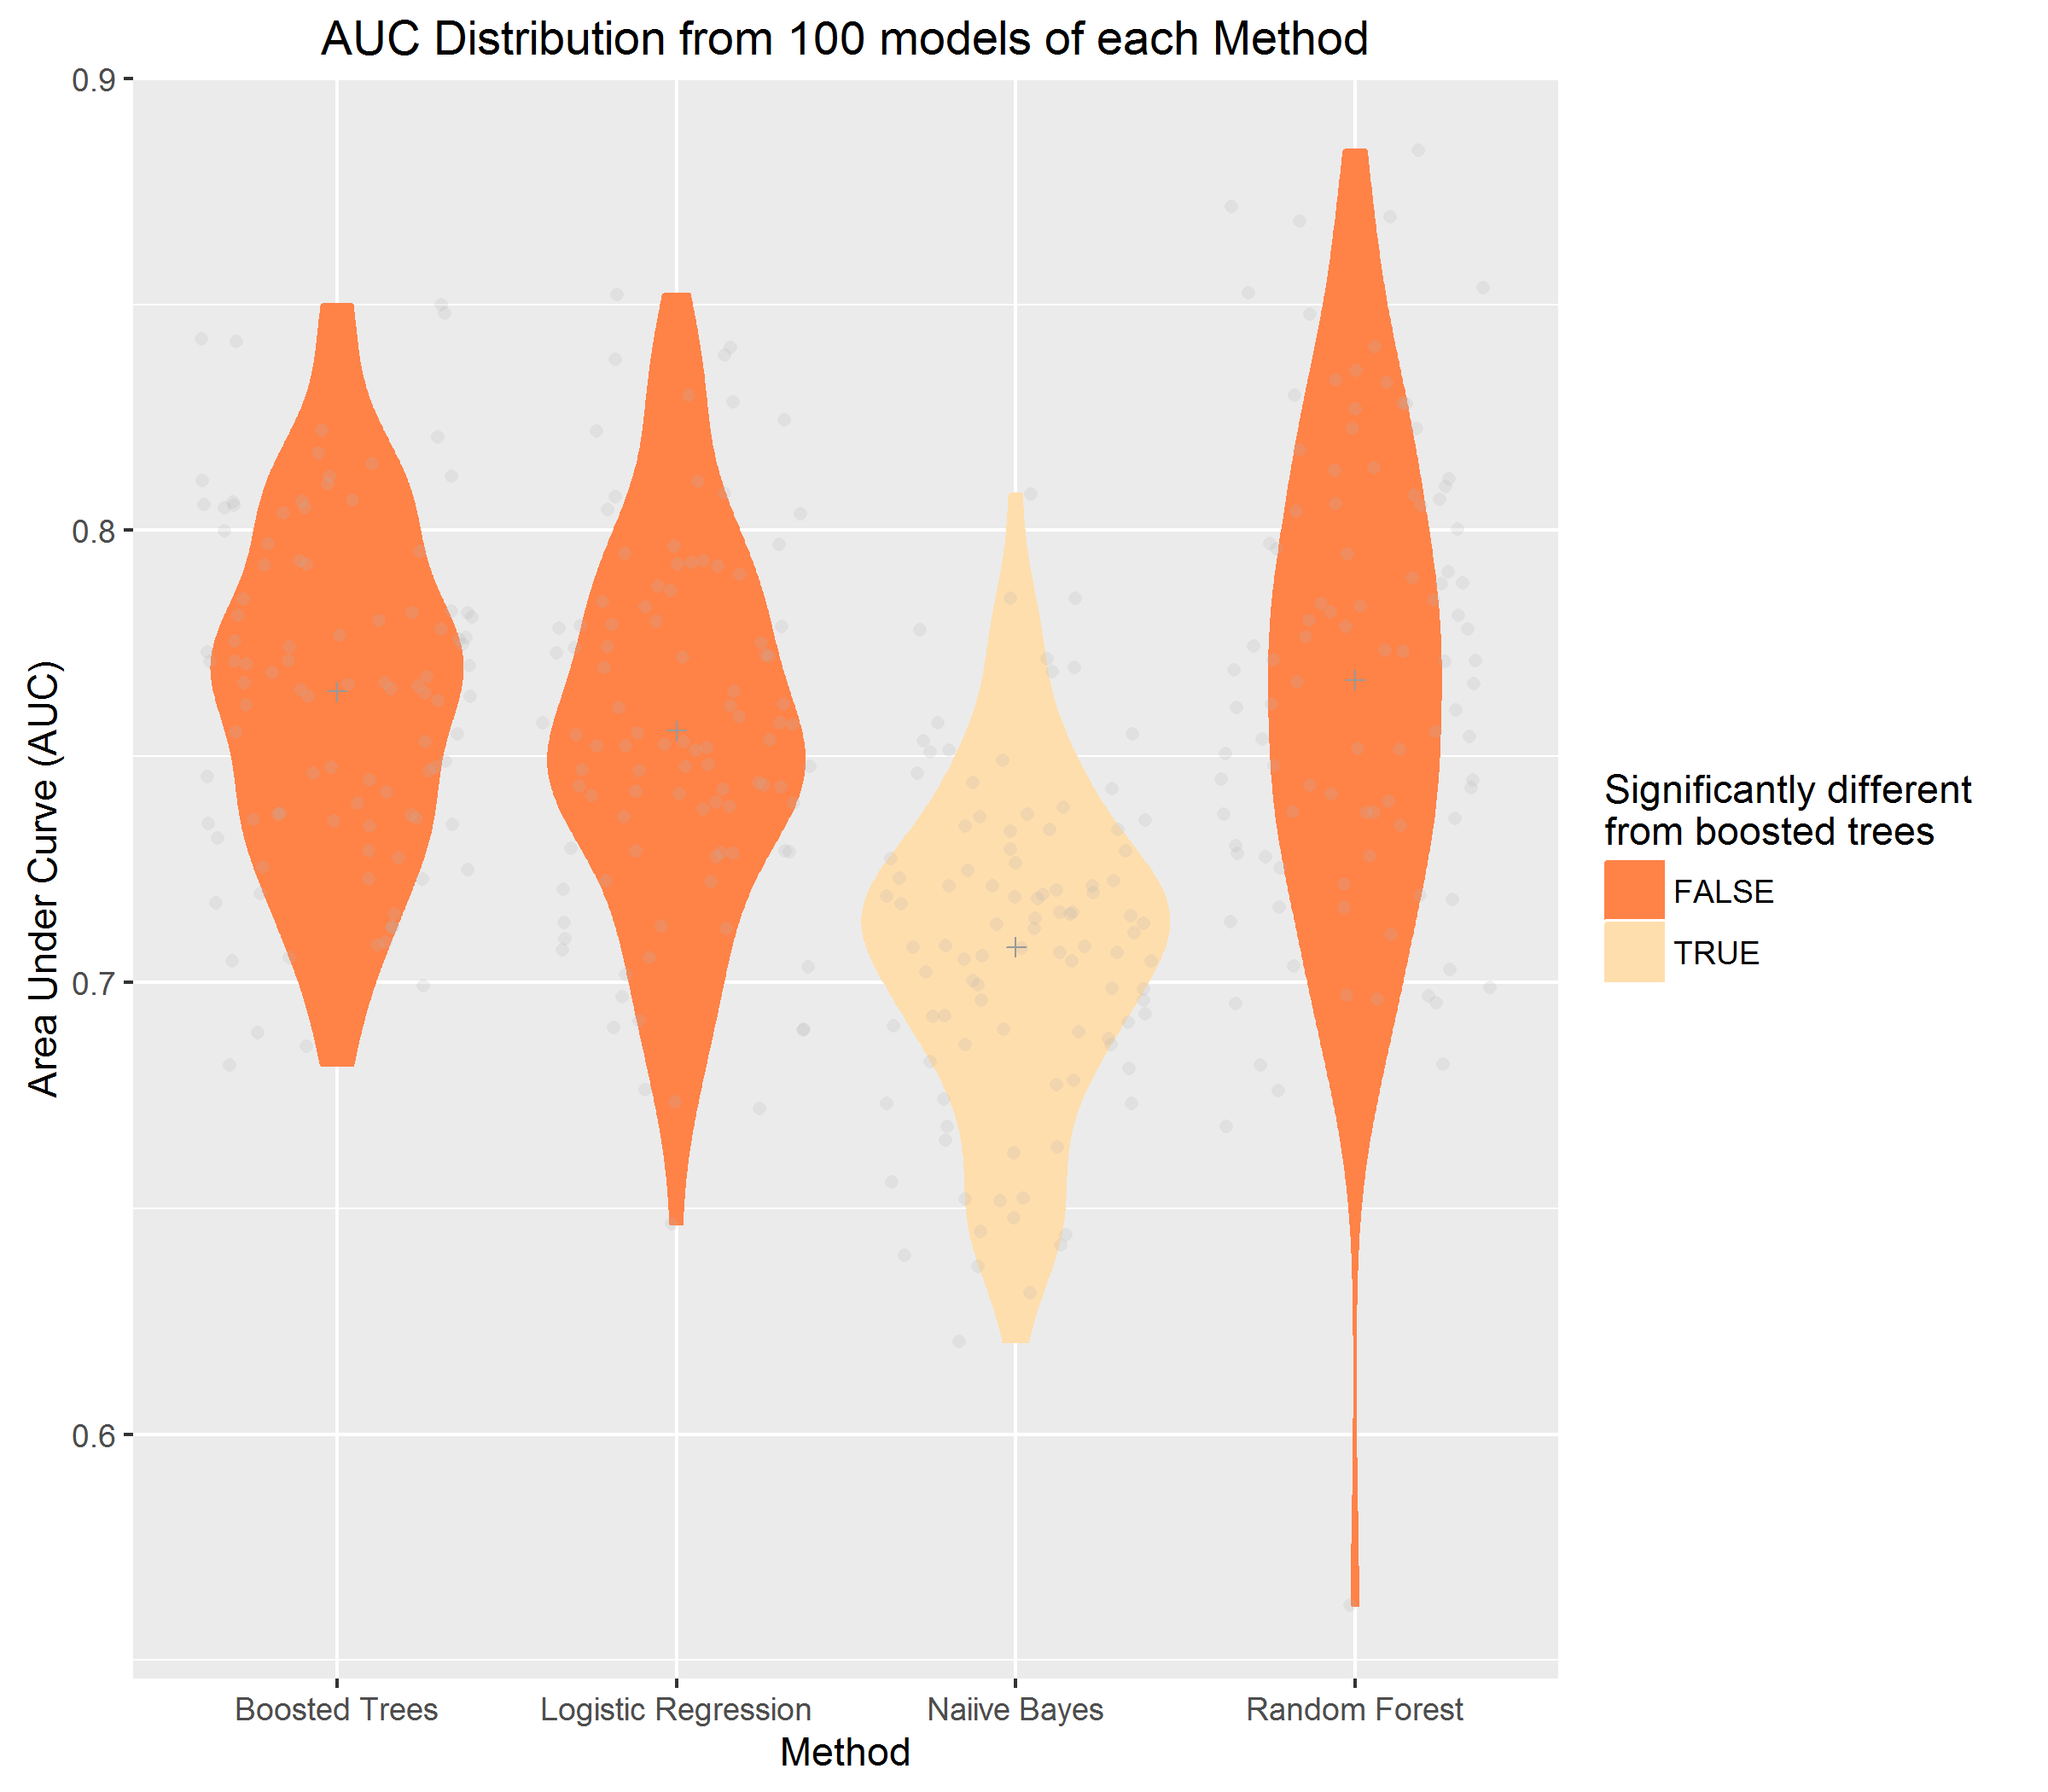 AUC Distribution from 100 models of each Method
Area Under Curve (AUC)
0.9
0.8
0.7
0.6
Boosted Trees
Logistic Regression
Naiive Bayes
Random Forest
Method
Significantly different
from boosted trees
FALSE
TRUE